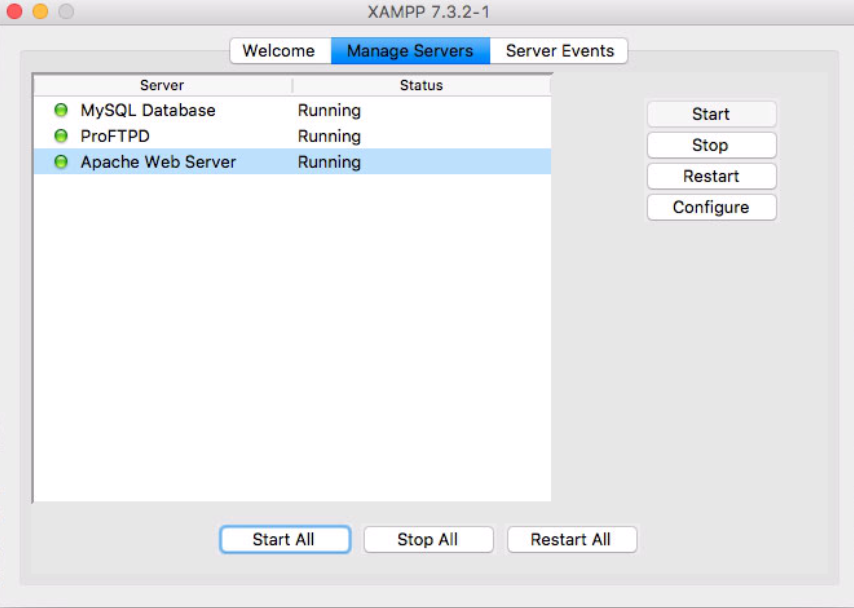 XAMPP 7.3.2-1
Welcome Manage Servers Server Events
Server Status
MySQL Database Running
ProFTPD Running
Apache Web Server Running
Start
Stop
Restart
Configure
Start All Stop All Restart All